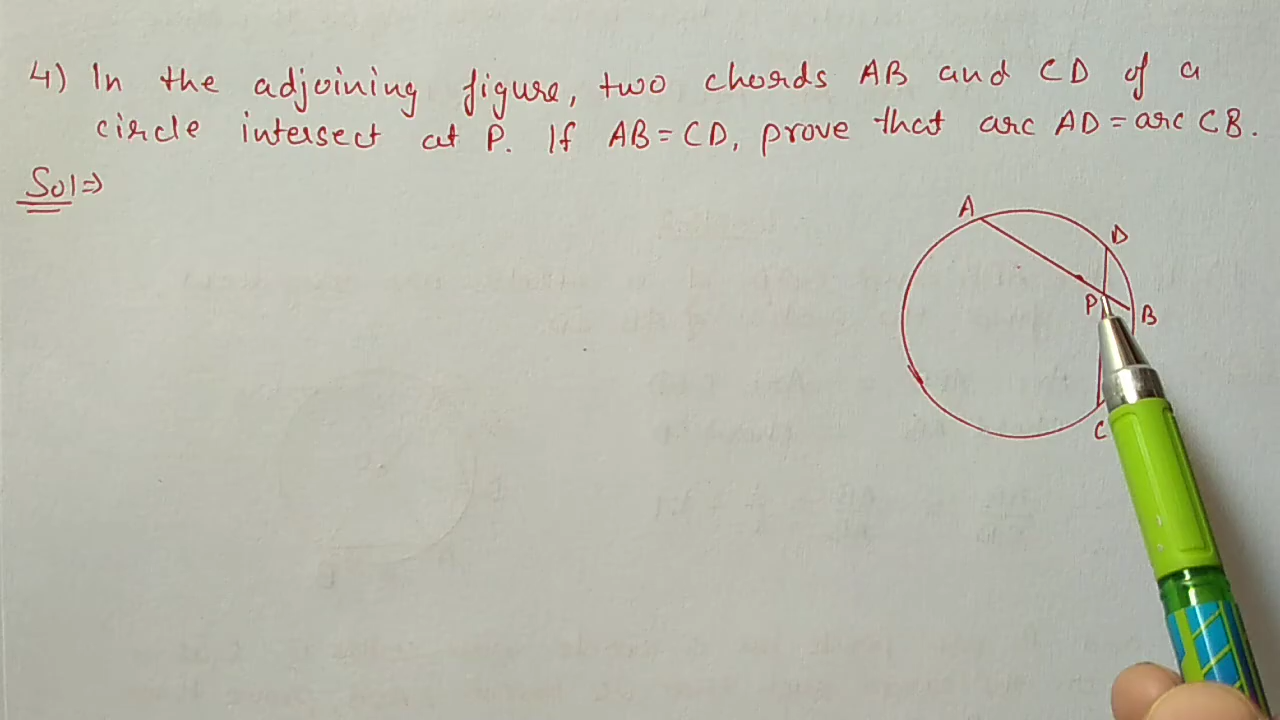 4) In the adjoining figure, two chords AB and CD of a
circle intersect at P. If AB = CD, prove that arc AD = arc CB.
Sol⇒
A
D
P
B
C